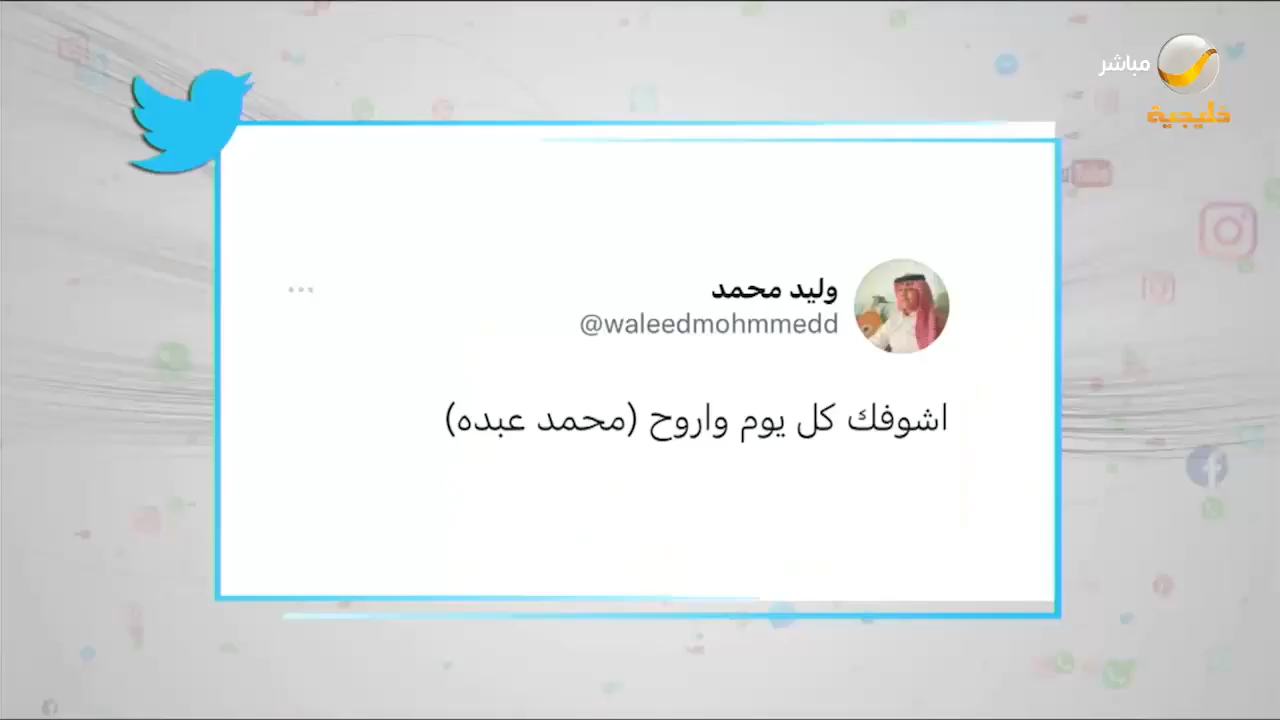 مباشر
خليجية
وليد محمد
@waleedmohmmedd
اشوفك كل يوم واروح (محمد عبده)